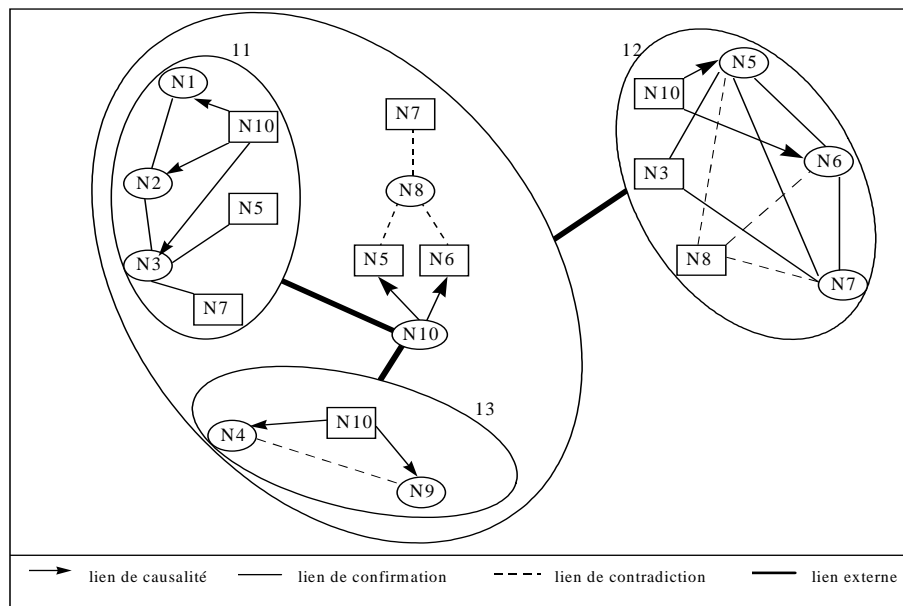 11
N1
N10
N2
N5
N3
N7
N7
N8
N5
N6
N10
13
N10
N4
N9
12
N5
N10
N6
N3
N8
N7
lien de causalité
lien de confirmation
lien de contradiction
lien externe